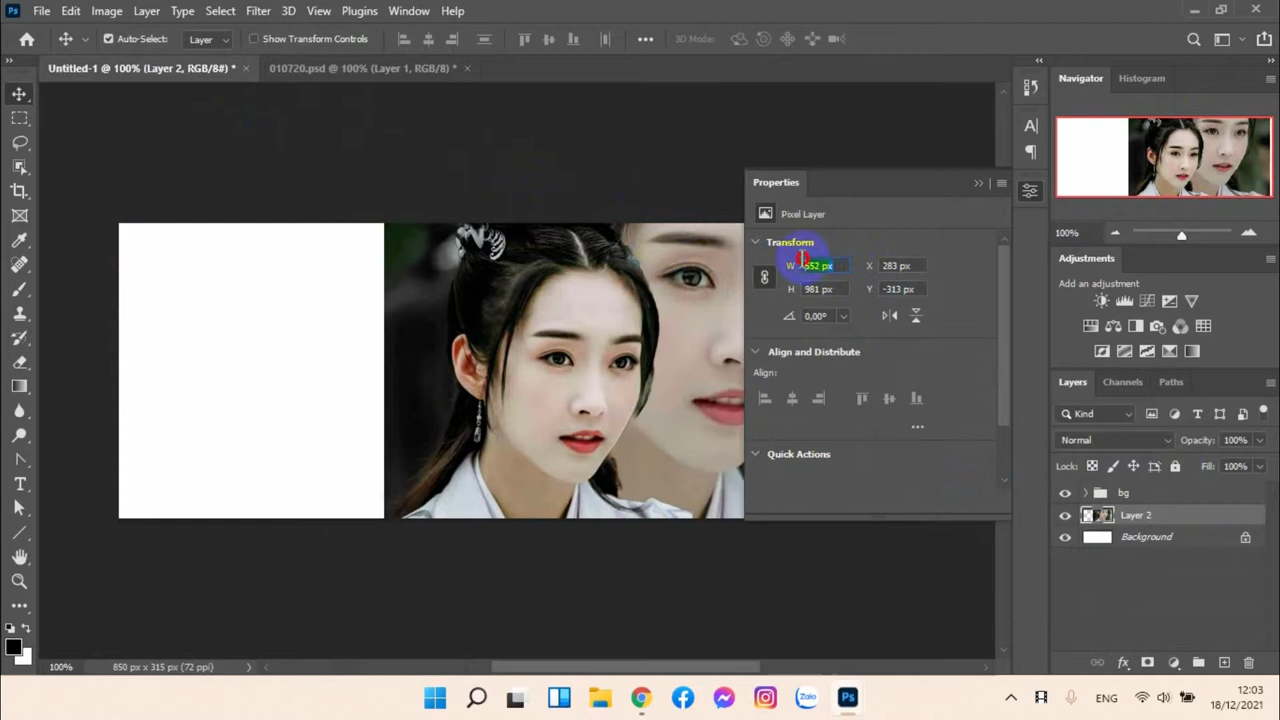 Ps File Edit Image Layer Type Select Filter 3D View Plugins Window Help
Auto-Select: Layer Show Transform Controls 3D Mode:
Untitled-1 @ 100% (Layer 2, RGB/8#) * × 010720.psd @ 100% (Layer 1, RGB/8) * ×
Navigator Histogram
100%
Properties
Pixel Layer
Transform
W 552 px X 283 px
H 981 px Y -313 px
0,00°
Align and Distribute
Align:
Quick Actions
Adjustments
Add an adjustment
Layers Channels Paths
Kind
Normal Opacity: 100%
Lock: Fill: 100%
bg
Layer 2
Background
100% 850 px x 315 px (72 ppi)
Zalo Ps ENG 12:03
18/12/2021